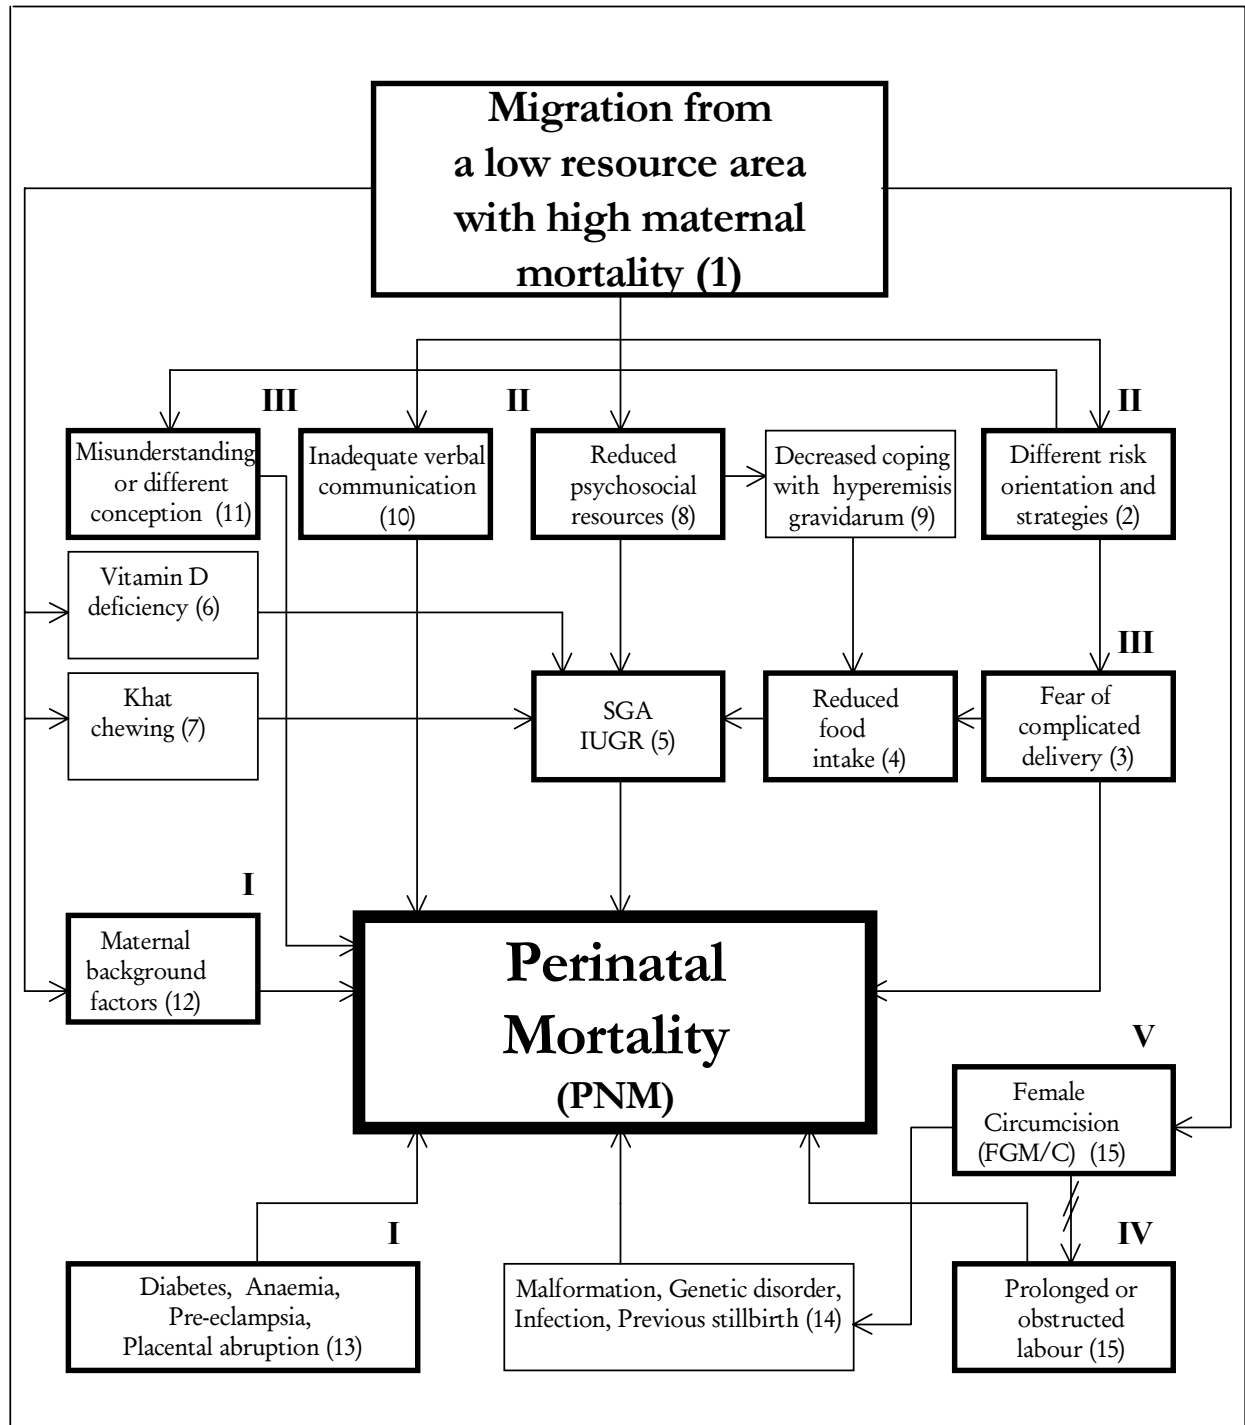 Migration from
a low resource area
with high maternal
mortality (1)
III
II
II
Misunderstanding
or different
conception (11)
Inadequate verbal
communication
(10)
Reduced
psychosocial
resources (8)
Decreased coping
with hyperemisis
gravidarum (9)
Different risk
orientation and
strategies (2)
Vitamin D
deficiency (6)
III
Khat
chewing (7)
SGA
IUGR (5)
Reduced
food
intake (4)
Fear of
complicated
delivery (3)
I
Maternal
background
factors (12)
Perinatal
Mortality
(PNM)
V
Female
Circumcision
(FGM/C) (15)
I
IV
Diabetes, Anaemia,
Pre-eclampsia,
Placental abruption (13)
Malformation, Genetic disorder,
Infection, Previous stillbirth (14)
Prolonged or
obstructed
labour (15)